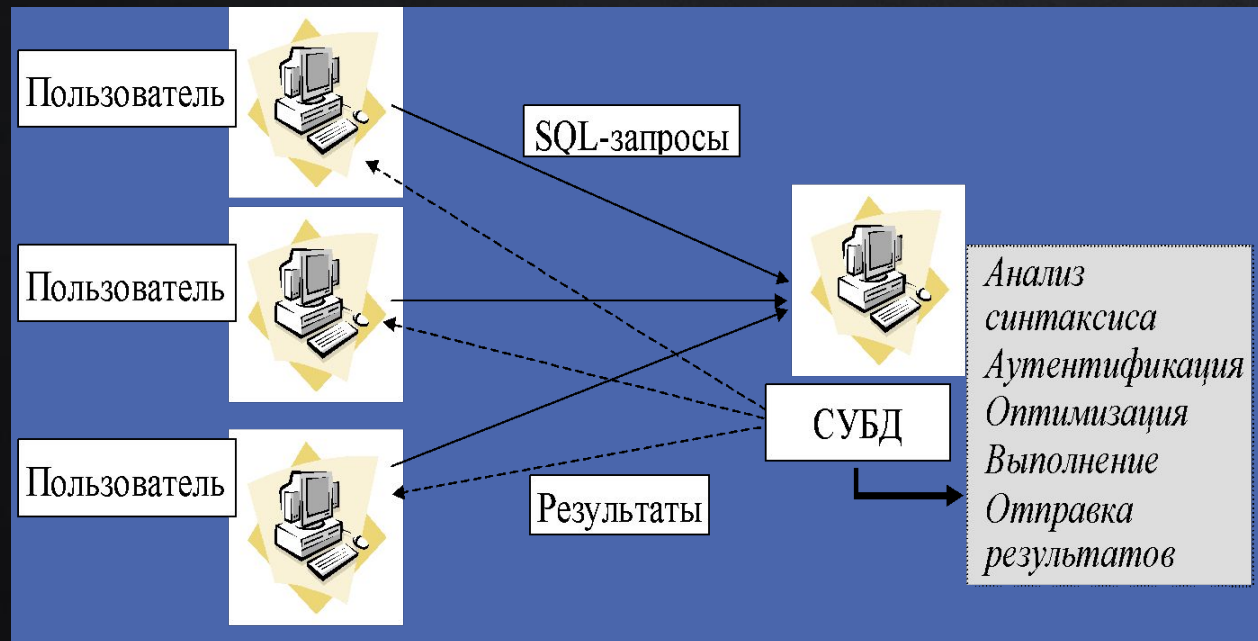 Пользователь
SQL-запросы
Пользователь
Анализ
синтаксиса
Аутентификация
Оптимизация
Выполнение
Отправка
результатов
СУБД
Пользователь
Результаты